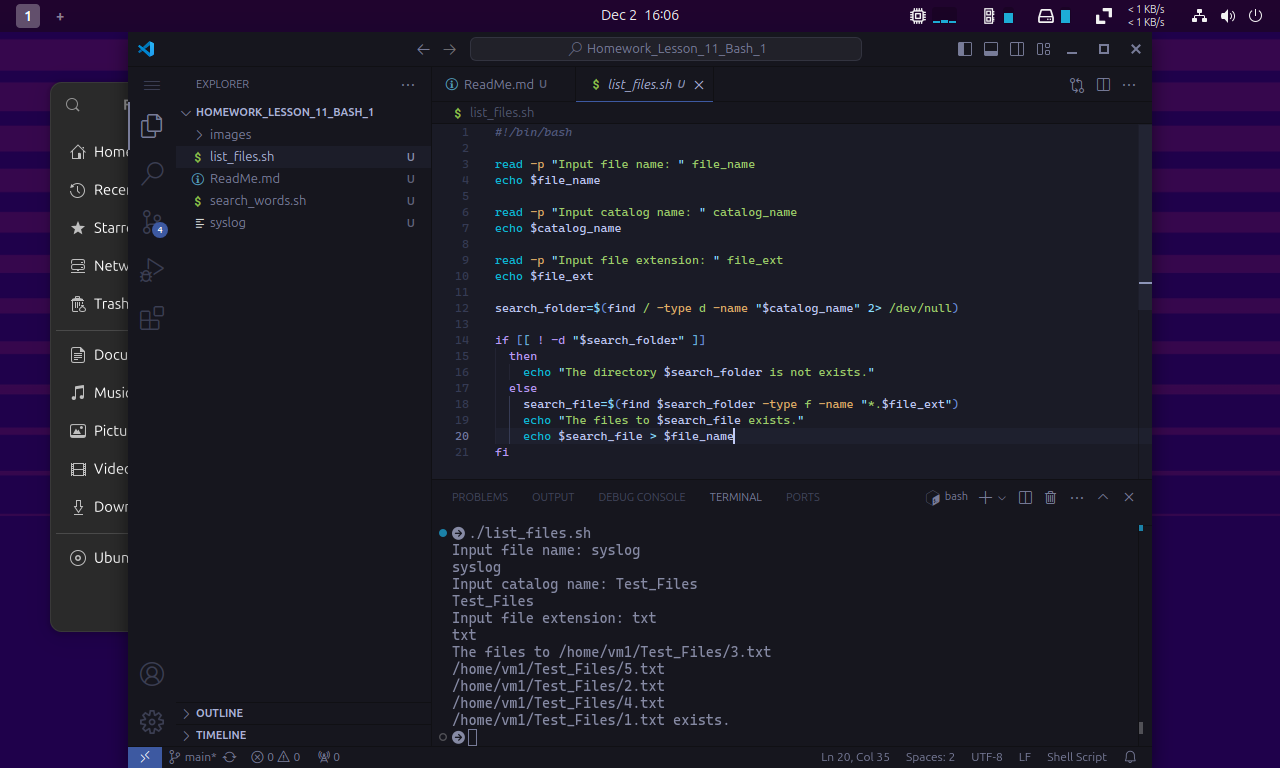 1 + Dec 2 16:06 < 1 KB/s
< 1 KB/s
Homework_Lesson_11_Bash_1
Home
Recen
Starre
Netw
Trash
Docu
Music
Pictu
Video
Down
Ubun
EXPLORER
HOMEWORK_LESSON_11_BASH_1
images
$ list_files.sh U
ReadMe.md U
$ search_words.sh U
syslog U
4
OUTLINE
TIMELINE
ReadMe.md U $ list_files.sh U
$ list_files.sh
1 #!/bin/bash
2
3 read -p "Input file name: " file_name
4 echo $file_name
5
6 read -p "Input catalog name: " catalog_name
7 echo $catalog_name
8
9 read -p "Input file extension: " file_ext
10 echo $file_ext
11
12 search_folder=$(find / -type d -name "$catalog_name" 2> /dev/null)
13
14 if [[ ! -d "$search_folder" ]]
15 then
16 echo "The directory $search_folder is not exists."
17 else
18 search_file=$(find $search_folder -type f -name "*.$file_ext")
19 echo "The files to $search_file exists."
20 echo $search_file > $file_name
21 fi
PROBLEMS OUTPUT DEBUG CONSOLE TERMINAL PORTS bash
./list_files.sh
Input file name: syslog
syslog
Input catalog name: Test_Files
Test_Files
Input file extension: txt
txt
The files to /home/vm1/Test_Files/3.txt
/home/vm1/Test_Files/5.txt
/home/vm1/Test_Files/2.txt
/home/vm1/Test_Files/4.txt
/home/vm1/Test_Files/1.txt exists.
main* 0 0 0 Ln 20, Col 35 Spaces: 2 UTF-8 LF Shell Script